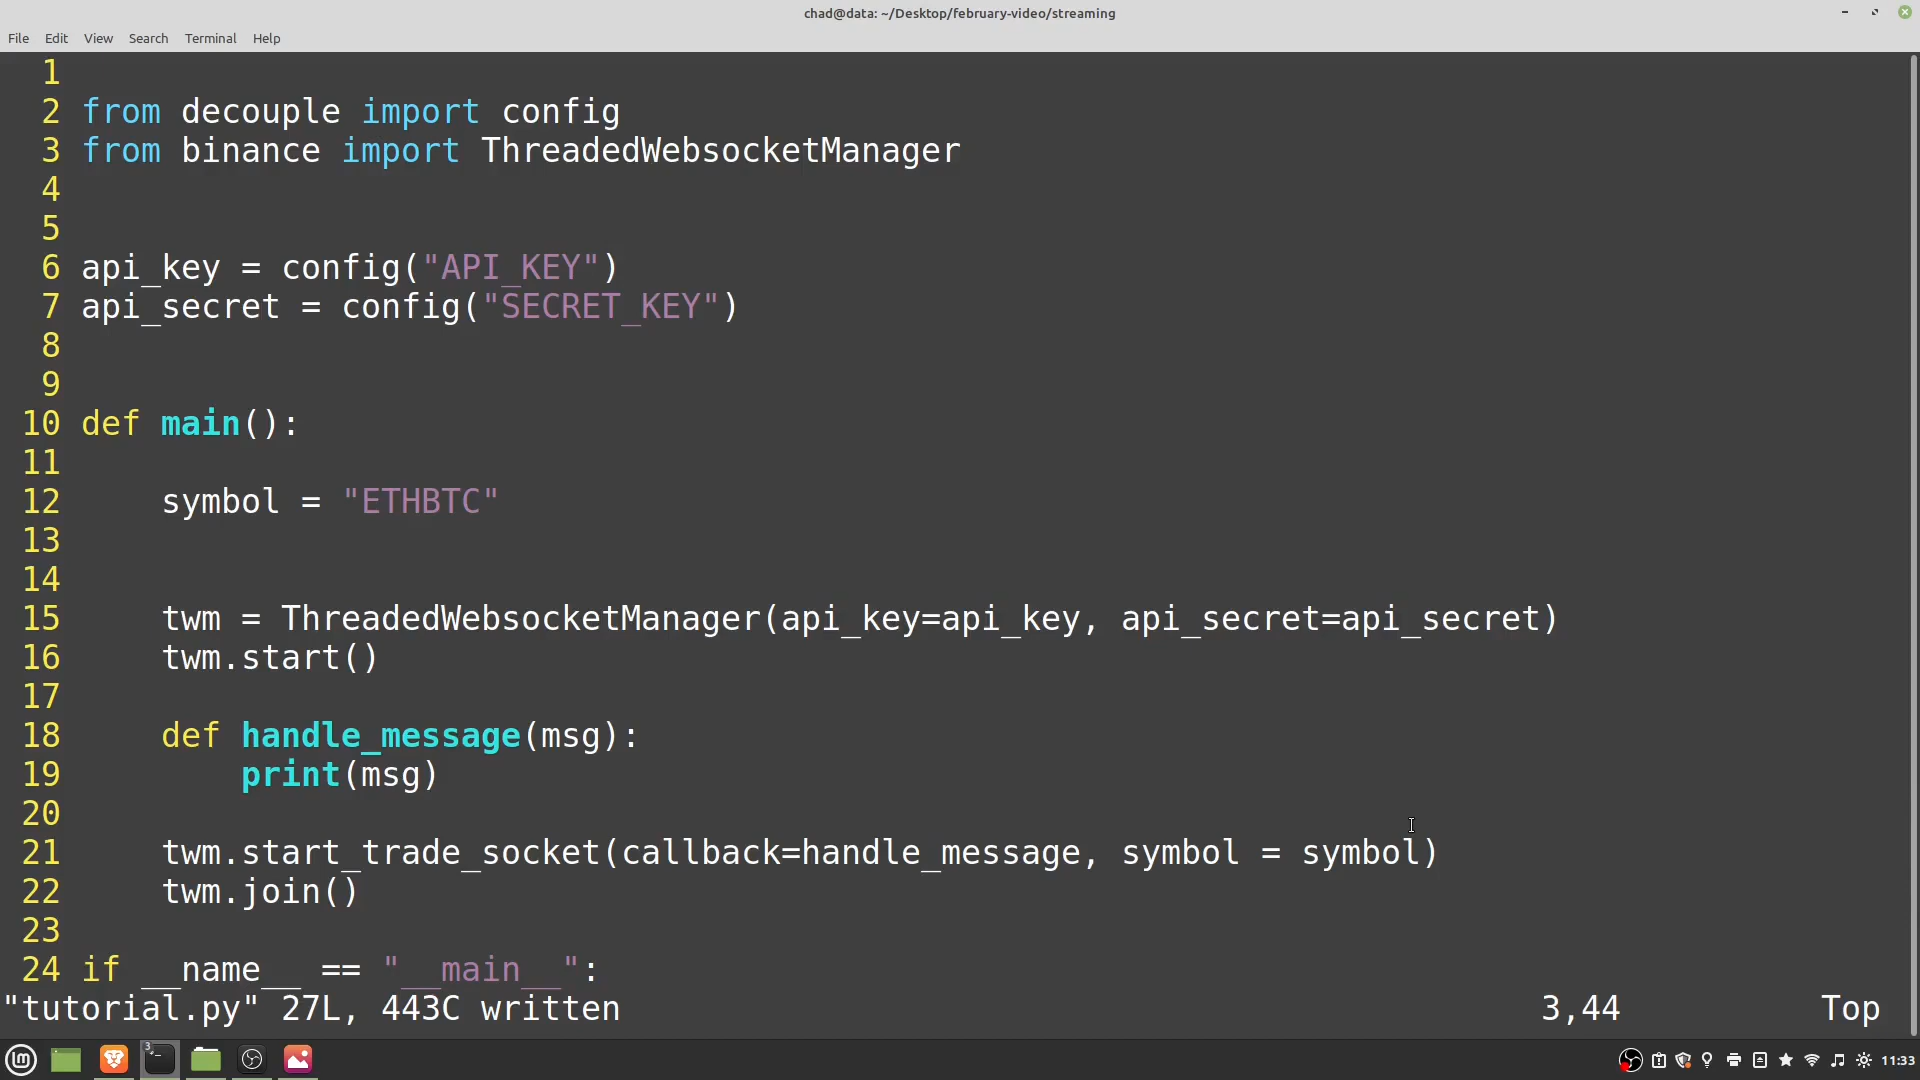 chad@data: ~/Desktop/february-video/streaming
File Edit View Search Terminal Help
1
2 from decouple import config
3 from binance import ThreadedWebsocketManager
4
5
6 api_key = config("API_KEY")
7 api_secret = config("SECRET_KEY")
8
9
10 def main():
11
12     symbol = "ETHBTC"
13
14
15     twm = ThreadedWebsocketManager(api_key=api_key, api_secret=api_secret)
16     twm.start()
17
18     def handle_message(msg):
19         print(msg)
20
21     twm.start_trade_socket(callback=handle_message, symbol = symbol)
22     twm.join()
23
24 if __name__ == "__main__":
"tutorial.py" 27L, 443C written 3,44 Top
3
11:33